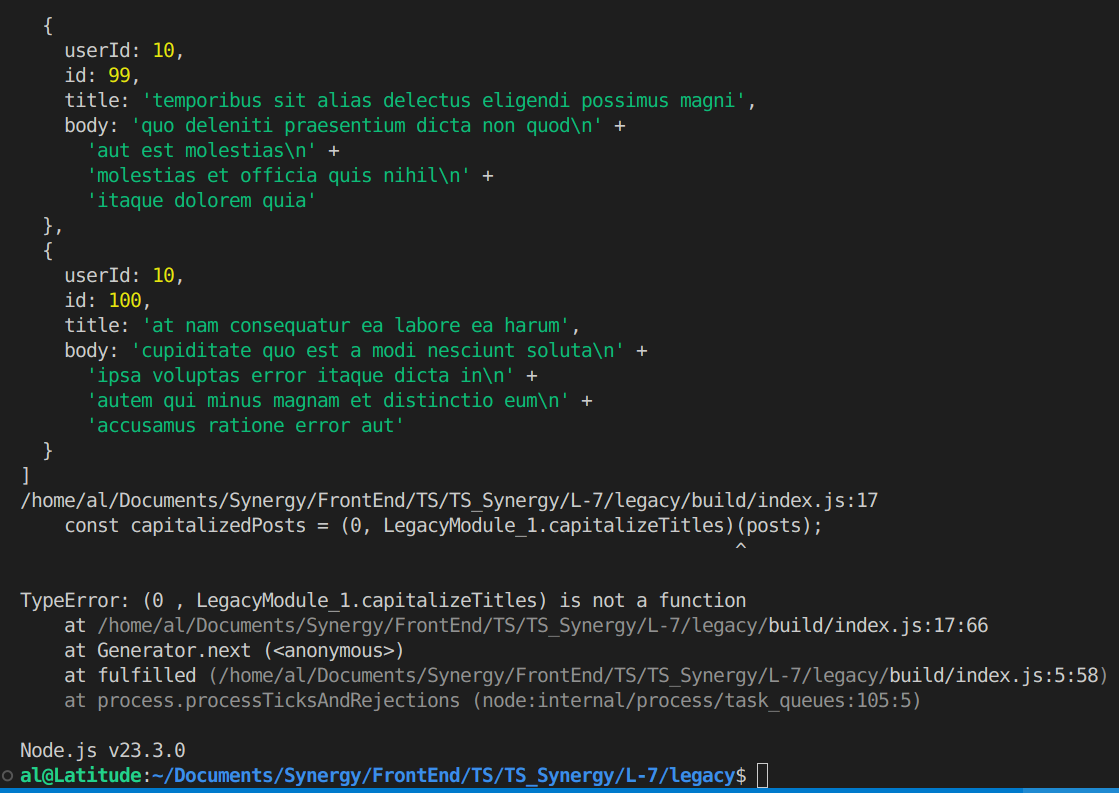 {
    userId: 10,
    id: 99,
    title: 'temporibus sit alias delectus eligendi possimus magni',
    body: 'quo deleniti praesentium dicta non quod\n' +
      'aut est molestias\n' +
      'molestias et officia quis nihil\n' +
      'itaque dolorem quia'
  },
  {
    userId: 10,
    id: 100,
    title: 'at nam consequatur ea labore ea harum',
    body: 'cupiditate quo est a modi nesciunt soluta\n' +
      'ipsa voluptas error itaque dicta in\n' +
      'autem qui minus magnam et distinctio eum\n' +
      'accusamus ratione error aut'
  }
]
/home/al/Documents/Synergy/FrontEnd/TS/TS_Synergy/L-7/legacy/build/index.js:17
    const capitalizedPosts = (0, LegacyModule_1.capitalizeTitles)(posts);
                                                                 ^
TypeError: (0 , LegacyModule_1.capitalizeTitles) is not a function
    at /home/al/Documents/Synergy/FrontEnd/TS/TS_Synergy/L-7/legacy/build/index.js:17:66
    at Generator.next (<anonymous>)
    at fulfilled (/home/al/Documents/Synergy/FrontEnd/TS/TS_Synergy/L-7/legacy/build/index.js:5:58)
    at process.processTicksAndRejections (node:internal/process/task_queues:105:5)
Node.js v23.3.0
al@Latitude:~/Documents/Synergy/FrontEnd/TS/TS_Synergy/L-7/legacy$